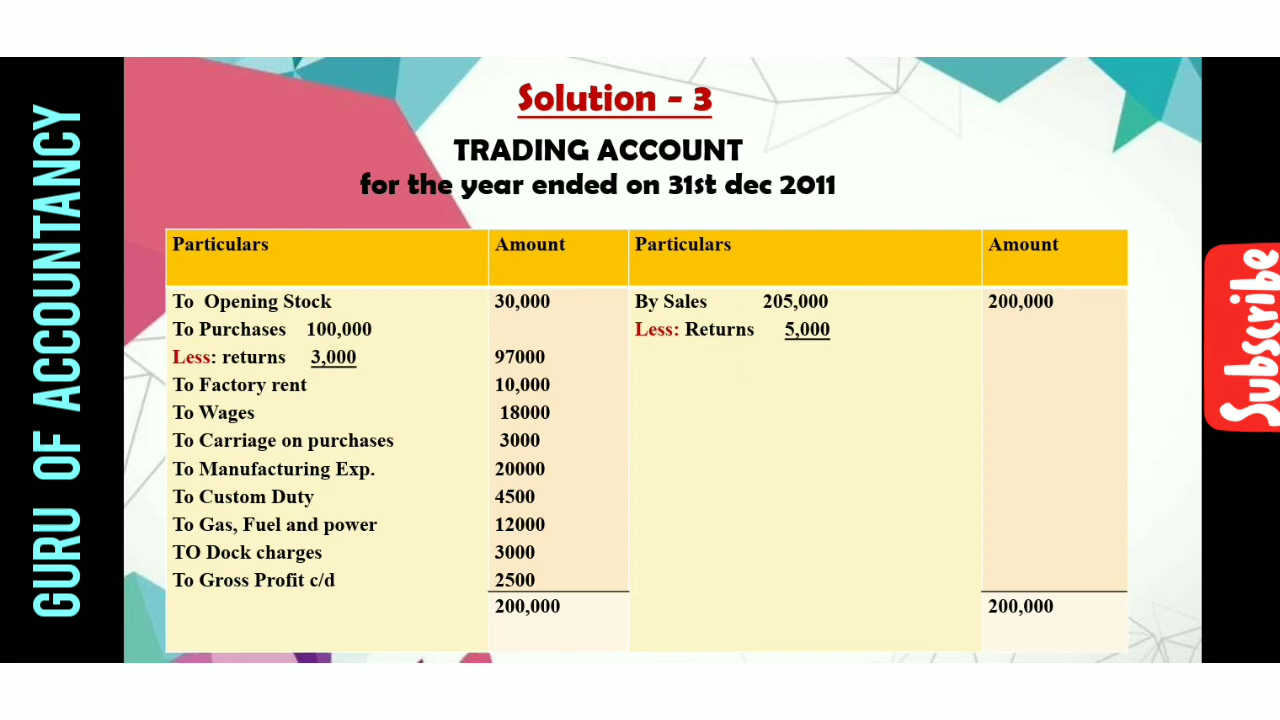 GURU OF ACCOUNTANCY
Solution - 3
TRADING ACCOUNT
for the year ended on 31st dec 2011
Particulars Amount Particulars Amount
To Opening Stock 30,000 By Sales 205,000 200,000
To Purchases 100,000 Less: Returns 5,000
Less: returns 3,000 97000
To Factory rent 10,000
To Wages 18000
To Carriage on purchases 3000
To Manufacturing Exp. 20000
To Custom Duty 4500
To Gas, Fuel and power 12000
TO Dock charges 3000
To Gross Profit c/d 2500
200,000 200,000
Subscribe